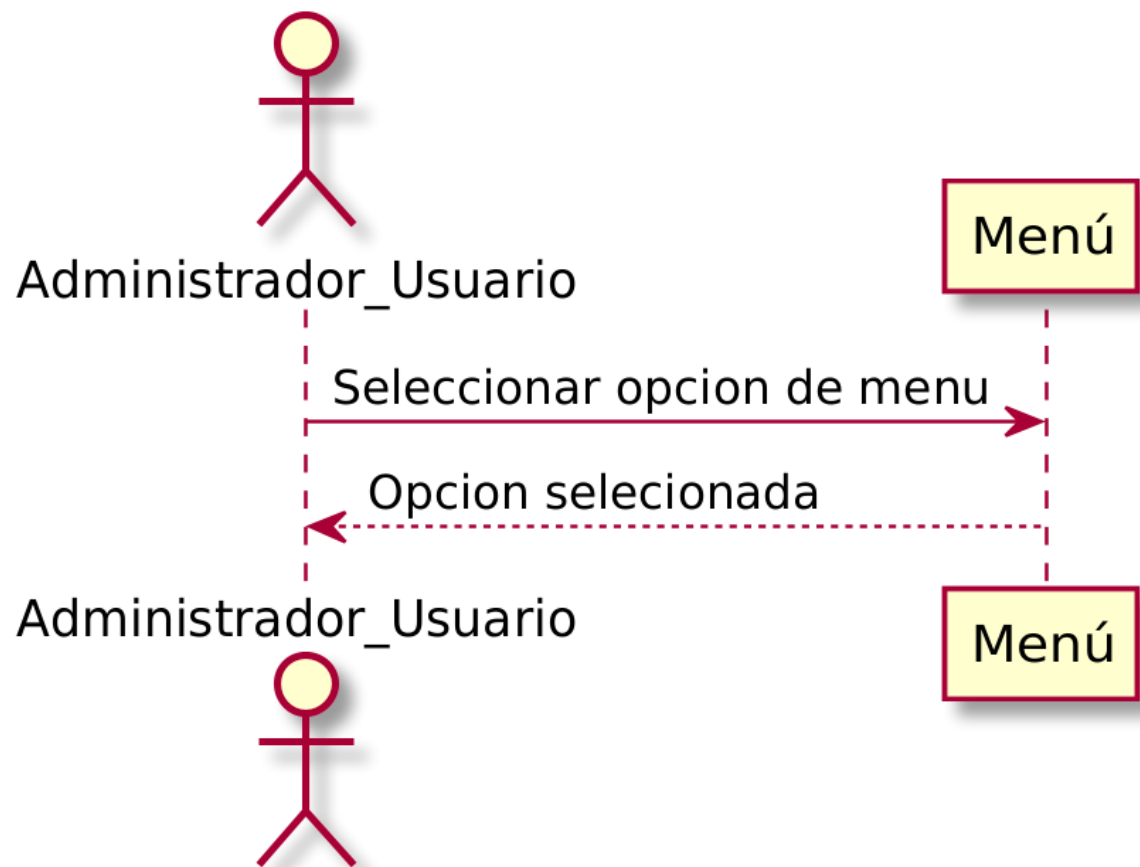 Administrador_Usuario
Menú
Seleccionar opcion de menu
Opcion selecionada
Administrador_Usuario
Menú